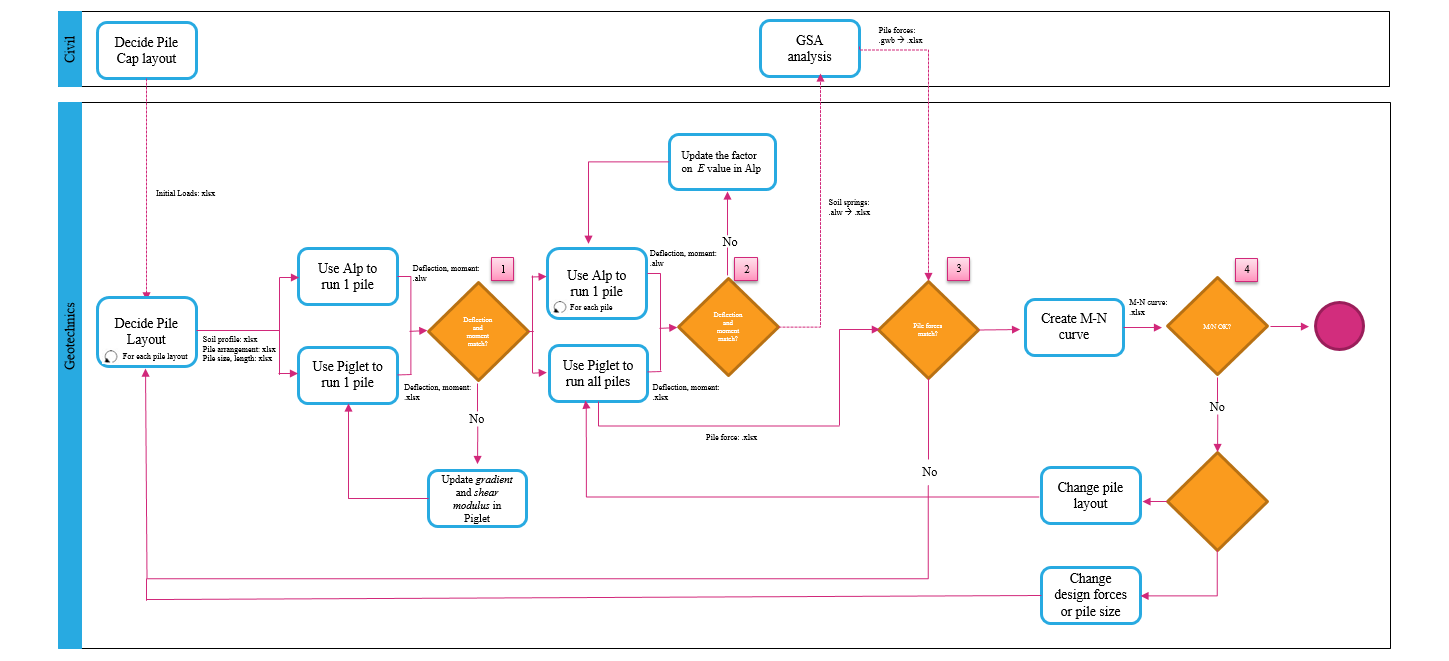 Civil
Decide Pile
Cap layout
GSA
analysis
Pile forces:
.gwb → .xlsx
Geotechnics
Initial Loads: xlsx
Update the factor
on E value in Alp
Soil springs:
.alw → .xlsx
No
Decide Pile
Layout
For each pile layout
Soil profile: xlsx
Pile arrangement: xlsx
Pile size, length: xlsx
Use Alp to
run 1 pile
Use Piglet to
run 1 pile
Deflection, moment:
.alw
Deflection, moment:
.xlsx
1
Deflection
and
moment
match?
No
Update gradient
and shear
modulus in
Piglet
Use Alp to
run 1 pile
For each pile
Use Piglet to
run all piles
Deflection, moment:
.alw
Deflection, moment:
.xlsx
2
Deflection
and
moment
match?
Pile force: .xlsx
3
Pile forces
match?
No
Create M-N
curve
M-N curve:
.xlsx
4
M-N OK?
No
Change pile
layout
Change
design forces
or pile size